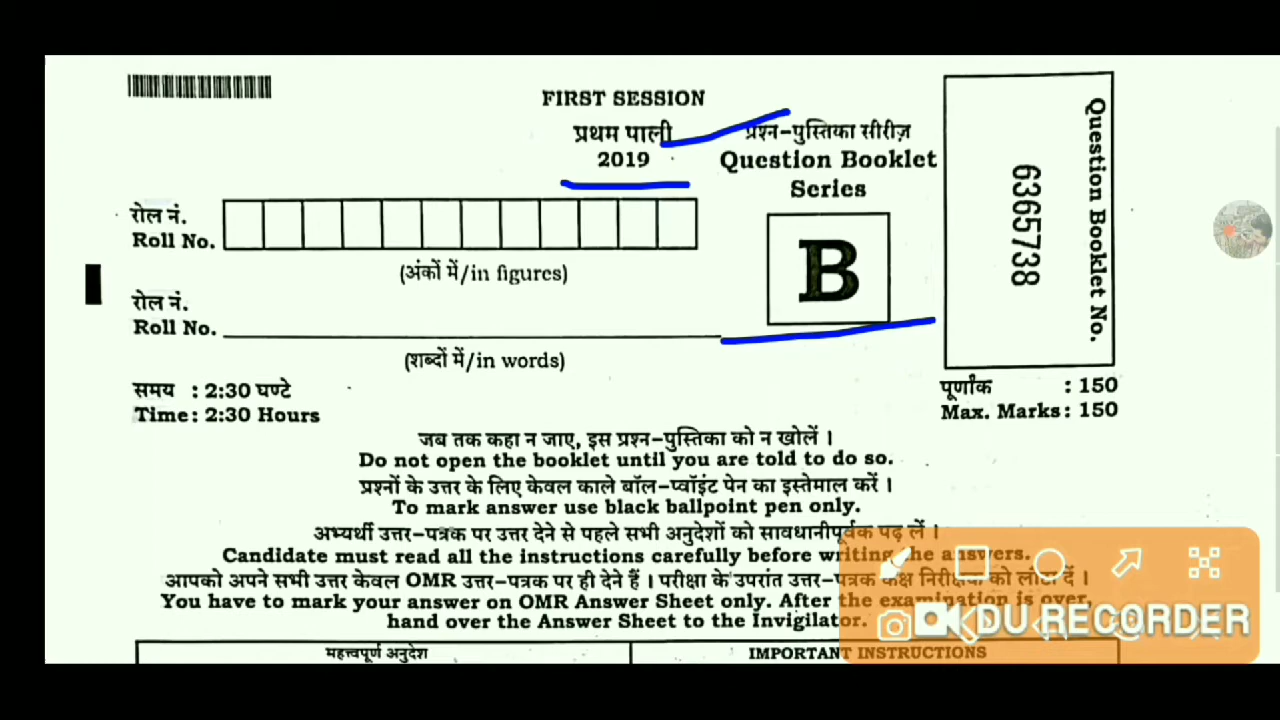 FIRST SESSION
प्रथम पाली
2019
प्रश्न-पुस्तिका सीरीज़
Question Booklet
Series
B
Question Booklet No.
6365738
रोल नं.
Roll No.
(अंकों में/in figures)
रोल नं.
Roll No.
(शब्दों में/in words)
समय : 2:30 घण्टे
Time: 2:30 Hours
पूर्णांक : 150
Max. Marks: 150
जब तक कहा न जाए, इस प्रश्न-पुस्तिका को न खोलें ।
Do not open the booklet until you are told to do so.
प्रश्नों के उत्तर के लिए केवल काले बॉल-प्वॉइंट पेन का इस्तेमाल करें ।
To mark answer use black ballpoint pen only.
अभ्यर्थी उत्तर-पत्रक पर उत्तर देने से पहले सभी अनुदेशों को सावधानीपूर्वक पढ़ लें ।
Candidate must read all the instructions carefully before writing the answers.
आपको अपने सभी उत्तर केवल OMR उत्तर-पत्रक पर ही देने हैं । परीक्षा के उपरांत उत्तर-पत्रक कक्ष निरीक्षक को लौटा दें ।
You have to mark your answer on OMR Answer Sheet only. After the examination is over,
hand over the Answer Sheet to the Invigilator.
DU RECORDER
महत्त्वपूर्ण अनुदेश
IMPORTANT INSTRUCTIONS